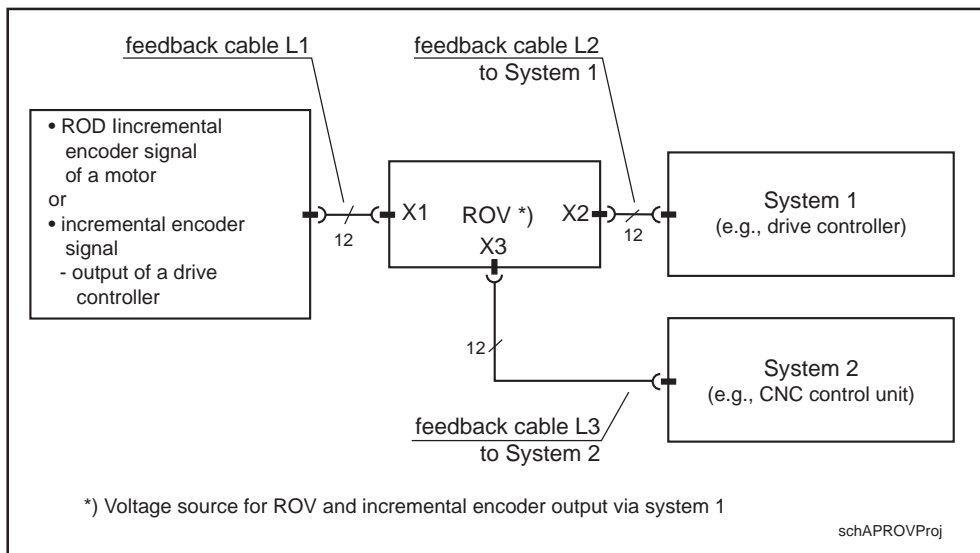 feedback cable L1
feedback cable L2
to System 1
• ROD Iincremental
encoder signal
of a motor
or
• incremental encoder
signal
- output of a drive
controller
12
X1
ROV *)
X2
X3
12
System 1
(e.g., drive controller)
12
System 2
(e.g., CNC control unit)
feedback cable L3
to System 2
*) Voltage source for ROV and incremental encoder output via system 1
schAPROVProj